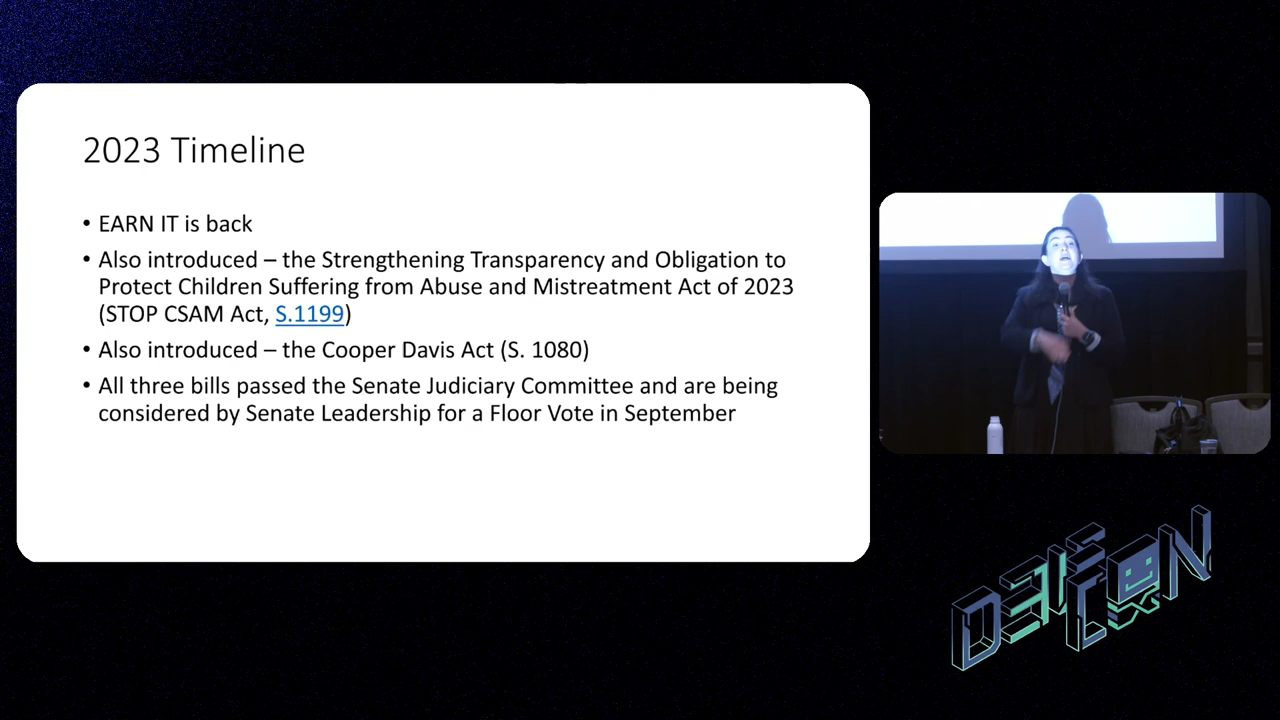 2023 Timeline
• EARN IT is back
• Also introduced – the Strengthening Transparency and Obligation to
Protect Children Suffering from Abuse and Mistreatment Act of 2023
(STOP CSAM Act, S.1199)
• Also introduced – the Cooper Davis Act (S. 1080)
• All three bills passed the Senate Judiciary Committee and are being
considered by Senate Leadership for a Floor Vote in September
DEF
CON